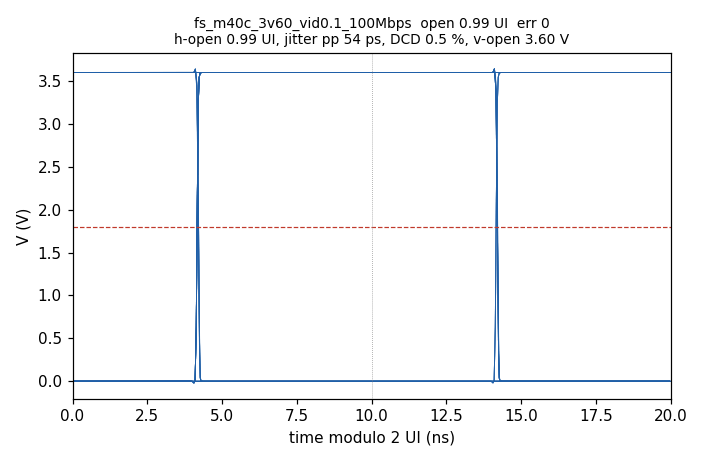 fs_m40c_3v60_vid0.1_100Mbps  open 0.99 UI  err 0
h-open 0.99 UI, jitter pp 54 ps, DCD 0.5 %, v-open 3.60 V
3.5
3.0
2.5
2.0
1.5
1.0
0.5
0.0
V (V)
0.0 2.5 5.0 7.5 10.0 12.5 15.0 17.5 20.0
time modulo 2 UI (ns)